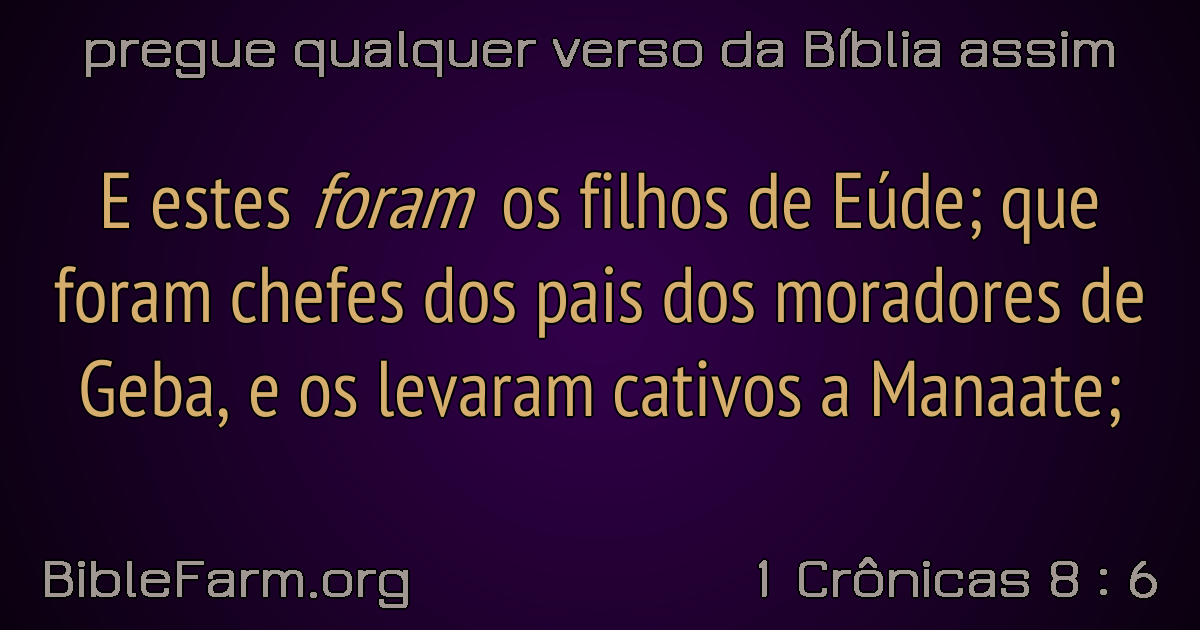 pregue qualquer verso da Bíblia assim
E estes foram os filhos de Eúde; que
foram chefes dos pais dos moradores de
Geba, e os levaram cativos a Manaate;
BibleFarm.org
1 Crônicas 8 : 6